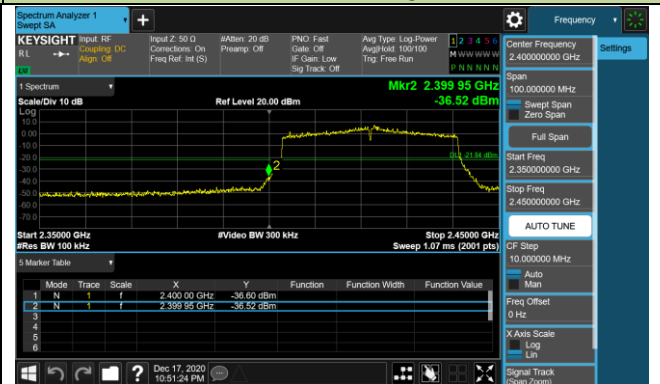 Spectrum Analyzer 1
Swept SA
+
Frequency
KEYSIGHT
RL
Input: RF
Coupling: DC
Align: Off
Input Z: 50 Ω
Corrections: On
Freq Ref: Int (S)
#Atten: 20 dB
Preamp: Off
PNO: Fast
Gate: Off
IF Gain: Low
Sig Track: Off
Avg Type: Log-Power
Avg|Hold: 100/100
Trig: Free Run
1 2 3 4 5 6
M W W W W W
P N N N N N
1 Spectrum
Scale/Div 10 dB
Log
Ref Level 20.00 dBm
Mkr2 2.399 95 GHz
-36.52 dBm
10.0
0.00
-10.0
-20.0
-30.0
-40.0
-50.0
-60.0
-70.0
DL1 -21.84 dBm
2
Start 2.35000 GHz
#Res BW 100 kHz
#Video BW 300 kHz
Stop 2.45000 GHz
Sweep 1.07 ms (2001 pts)
5 Marker Table
Mode Trace Scale X Y Function Function Width Function Value
1 N 1 f 2.400 00 GHz -36.60 dBm
2 N 1 f 2.399 95 GHz -36.52 dBm
3
4
5
6
Dec 17, 2020
10:51:24 PM
Center Frequency
2.400000000 GHz
Span
100.000000 MHz
Swept Span
Zero Span
Full Span
Start Freq
2.350000000 GHz
Stop Freq
2.450000000 GHz
AUTO TUNE
CF Step
10.000000 MHz
Auto
Man
Freq Offset
0 Hz
X Axis Scale
Log
Lin
Signal Track
(Span Zoom)
Settings